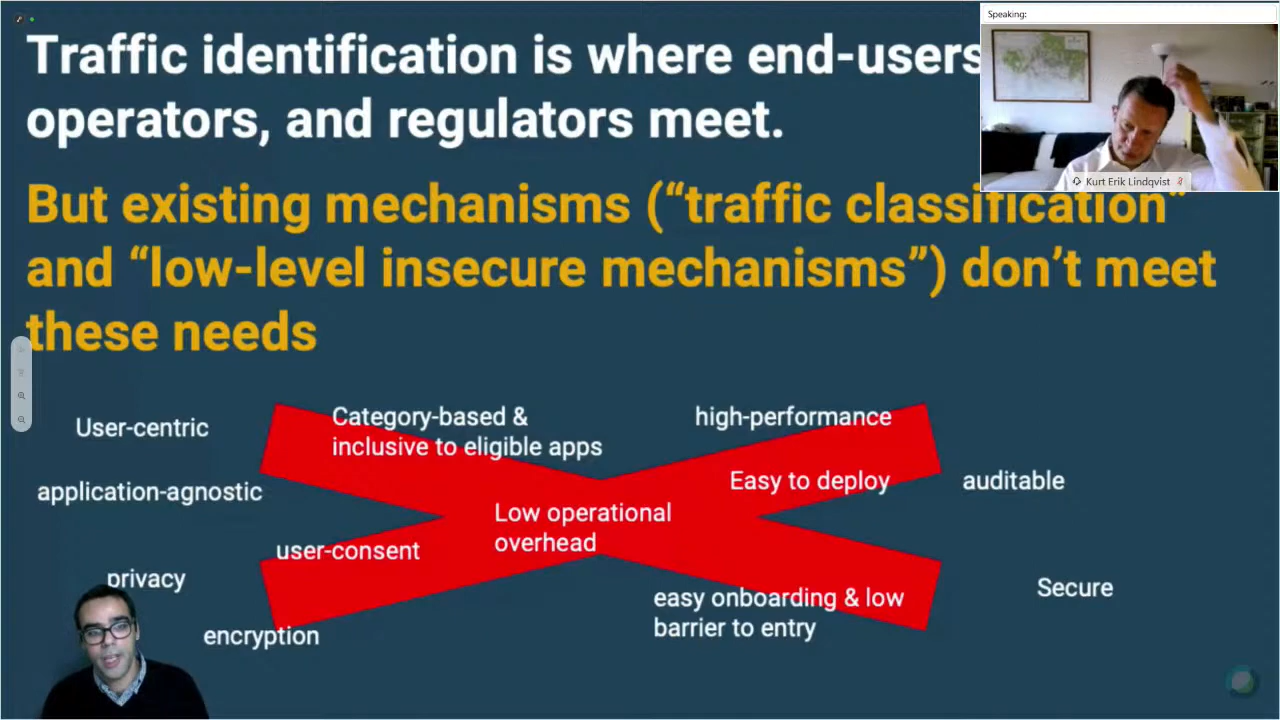 Speaking:
Traffic identification is where end-users
operators, and regulators meet.
Kurt Erik Lindqvist
But existing mechanisms (“traffic classification”
and “low-level insecure mechanisms”) don’t meet
these needs
User-centric
Category-based &
inclusive to eligible apps
high-performance
application-agnostic
Easy to deploy
auditable
Low operational
overhead
user-consent
privacy
easy onboarding & low
barrier to entry
Secure
encryption